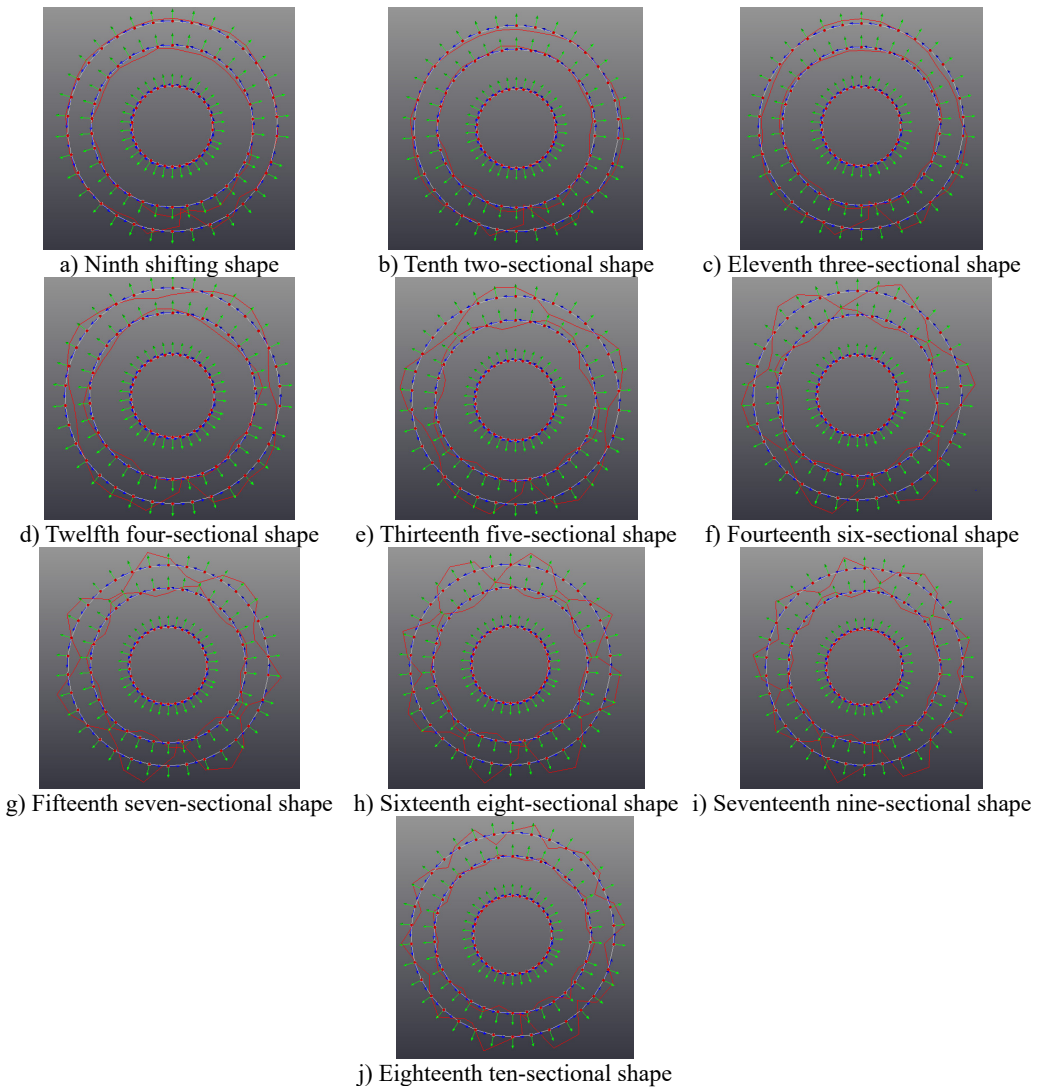 a) Ninth shifting shape
b) Tenth two-sectional shape
c) Eleventh three-sectional shape
d) Twelfth four-sectional shape
e) Thirteenth five-sectional shape
f) Fourteenth six-sectional shape
g) Fifteenth seven-sectional shape
h) Sixteenth eight-sectional shape
i) Seventeenth nine-sectional shape
j) Eighteenth ten-sectional shape